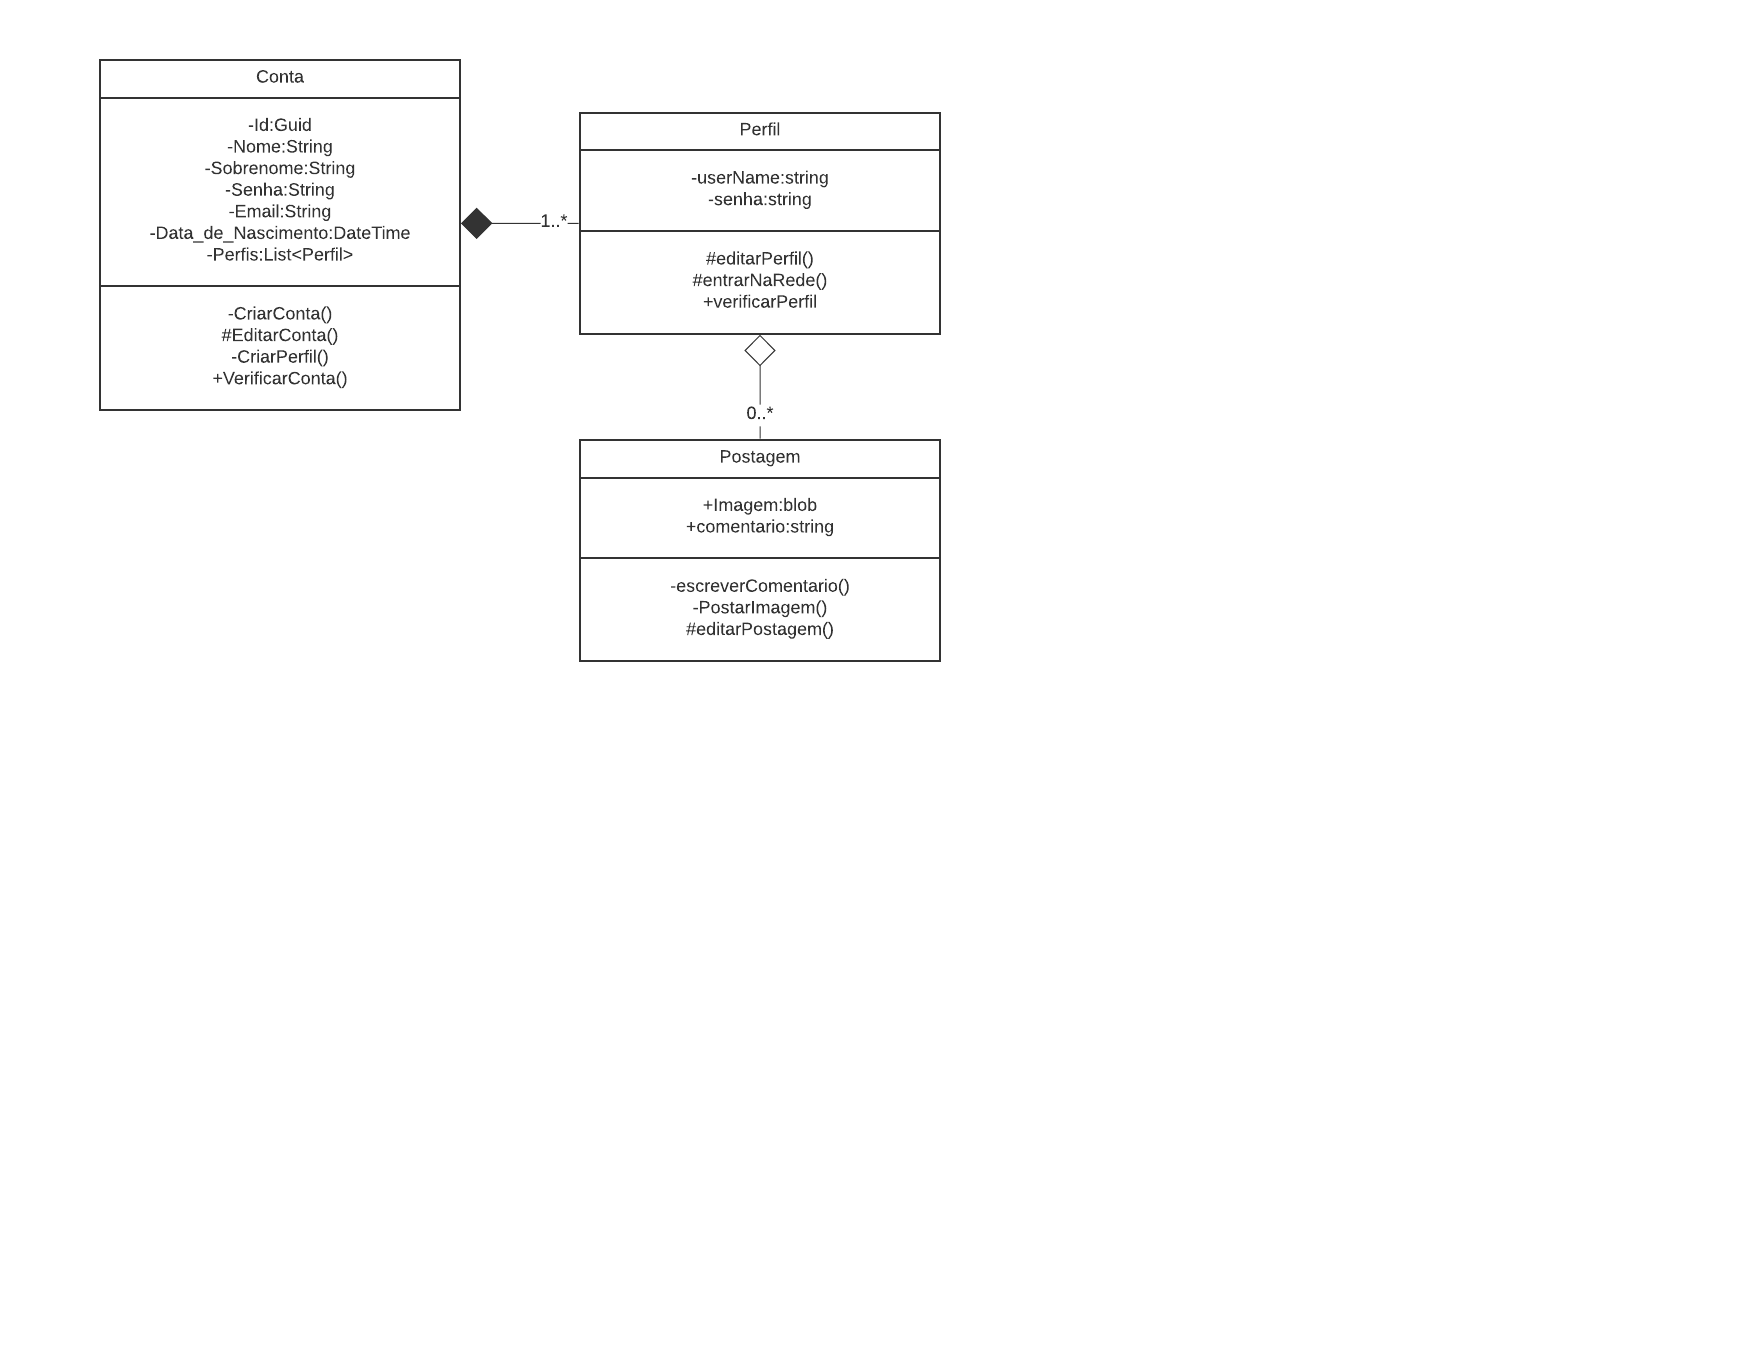 Conta
-Id:Guid
-Nome:String
-Sobrenome:String
-Senha:String
-Email:String
-Data_de_Nascimento:DateTime
-Perfis:List<Perfil>
-CriarConta()
#EditarConta()
-CriarPerfil()
+VerificarConta()
1..*
Perfil
-userName:string
-senha:string
#editarPerfil()
#entrarNaRede()
+verificarPerfil
0..*
Postagem
+Imagem:blob
+comentario:string
-escreverComentario()
-PostarImagem()
#editarPostagem()